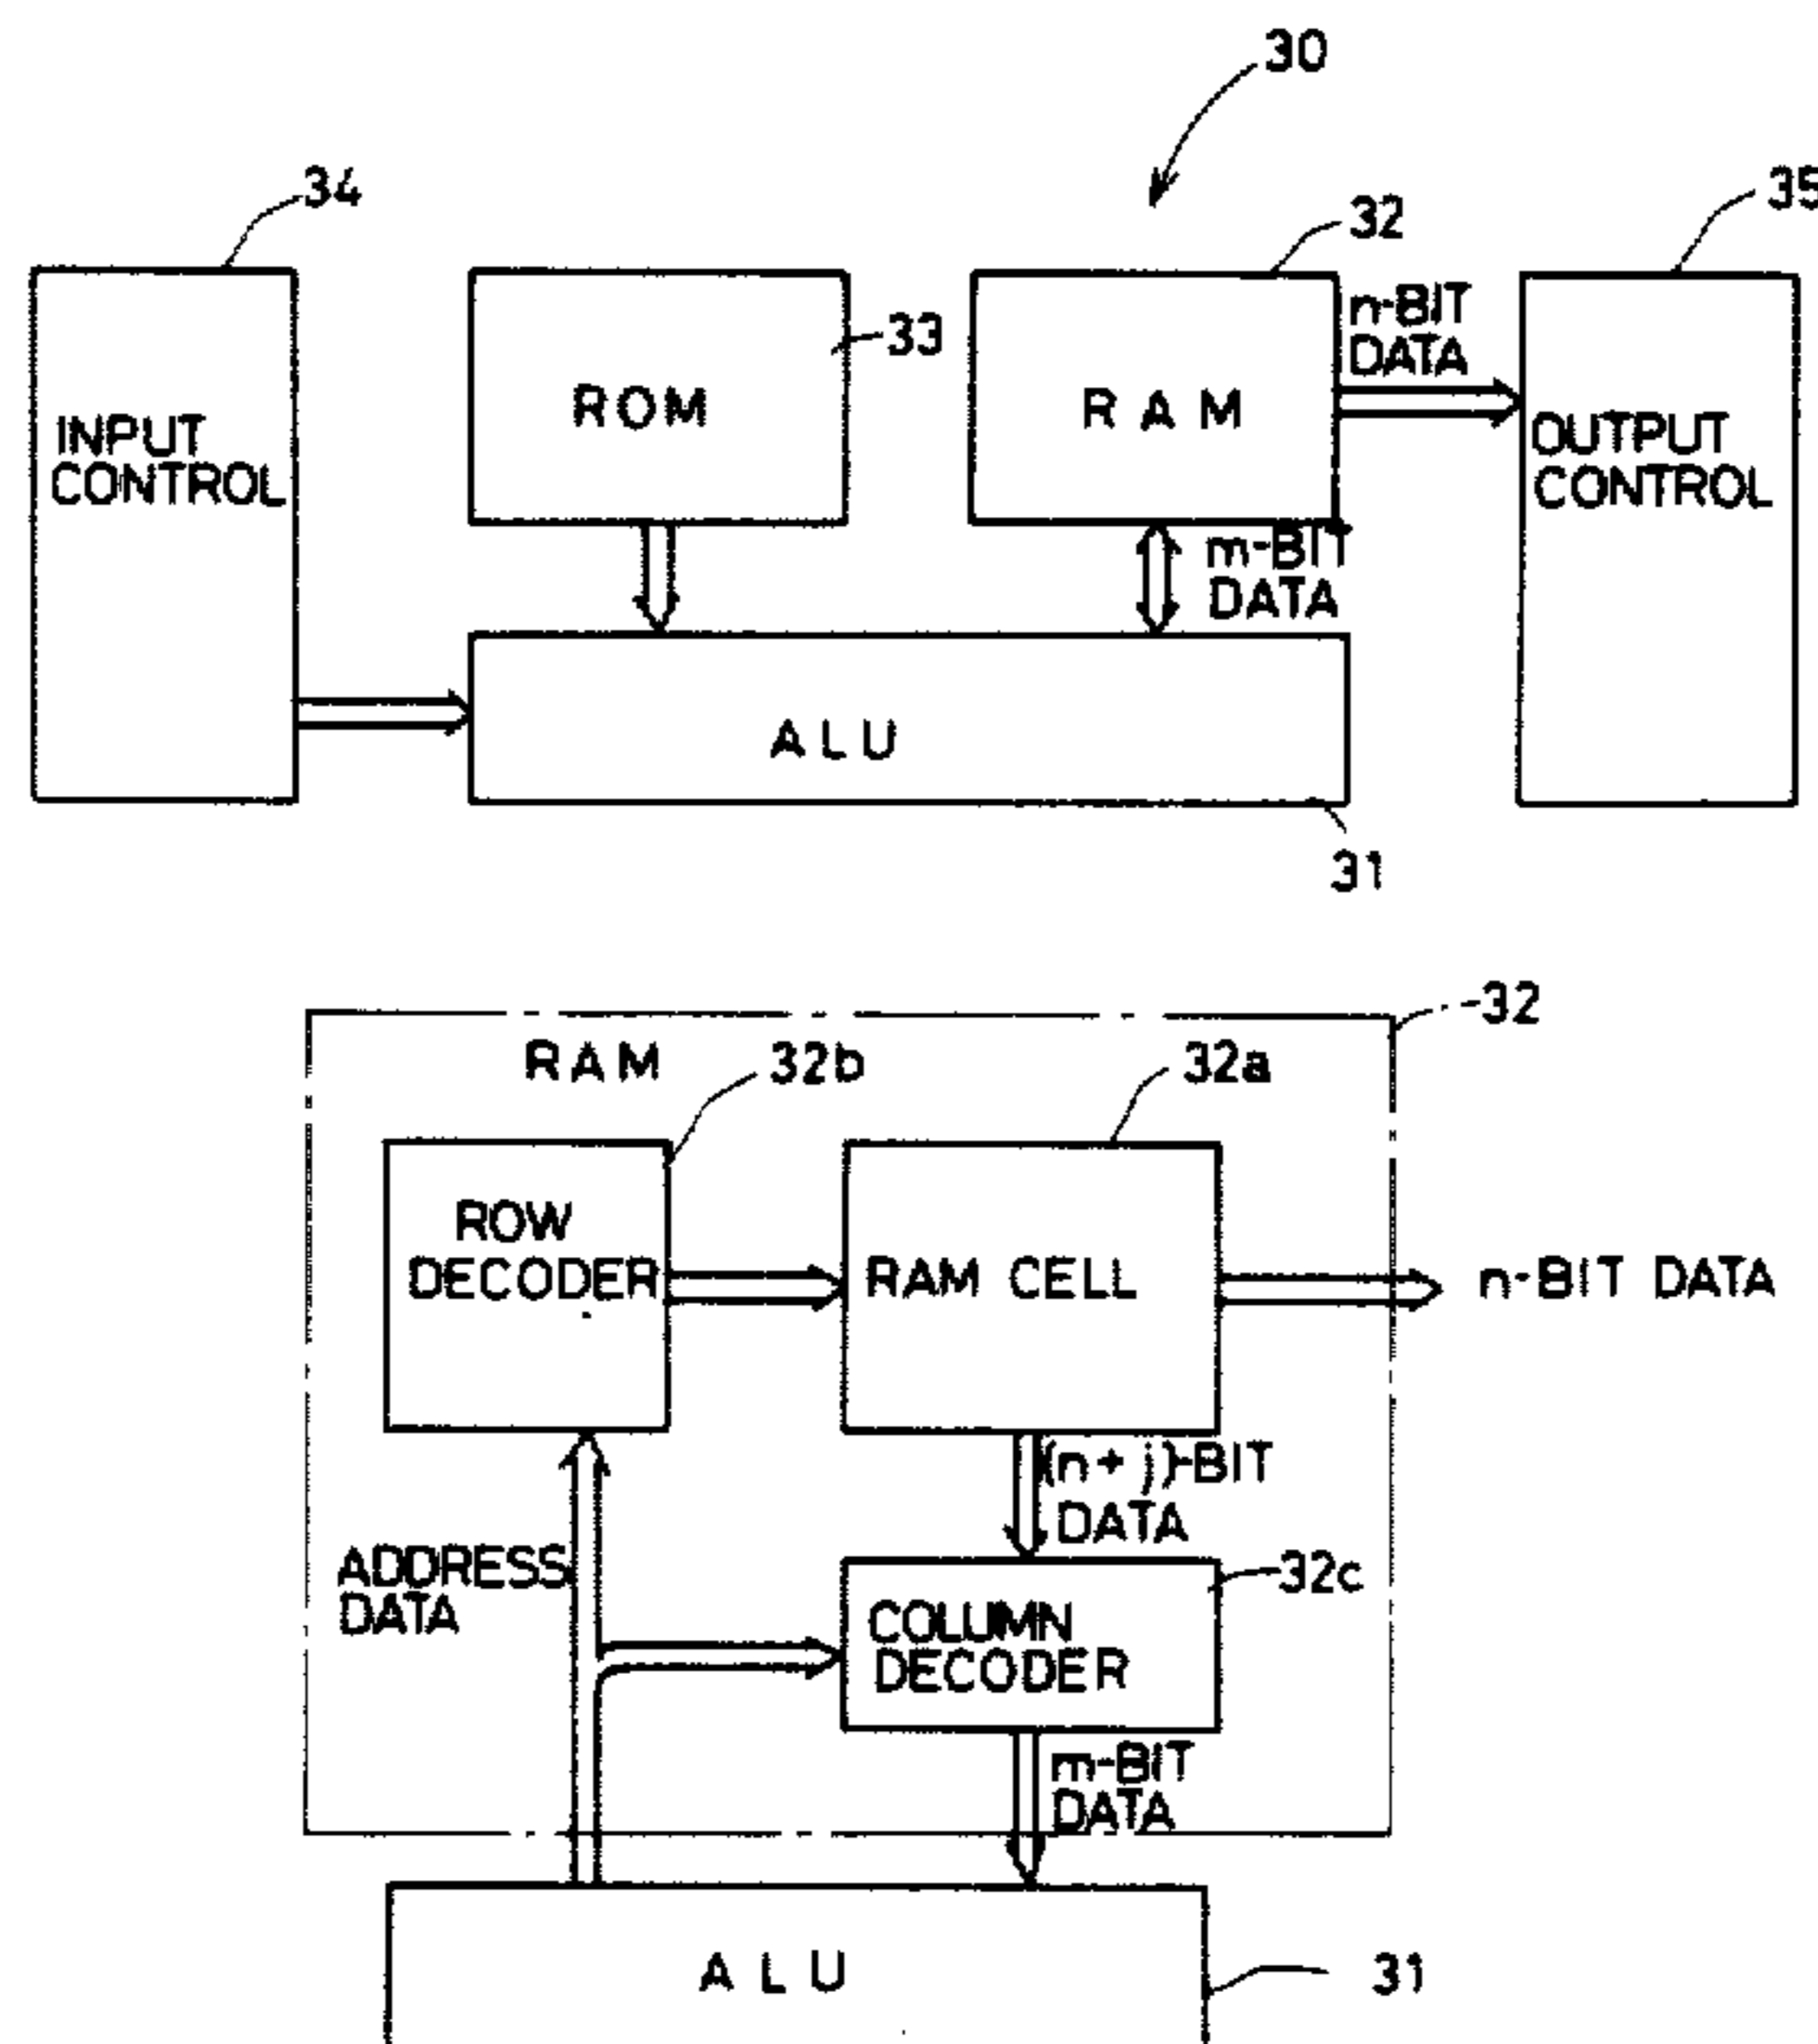 30
34
32
35
33
n-BIT
DATA
ROM
RAM
INPUT
CONTROL
OUTPUT
CONTROL
m-BIT
DATA
ALU
31
32
RAM
32b
32a
ROW
DECODER
RAM CELL
n-BIT DATA
(n+j)-BIT
DATA
ADDRESS
DATA
32c
COLUMN
DECODER
m-BIT
DATA
ALU
31